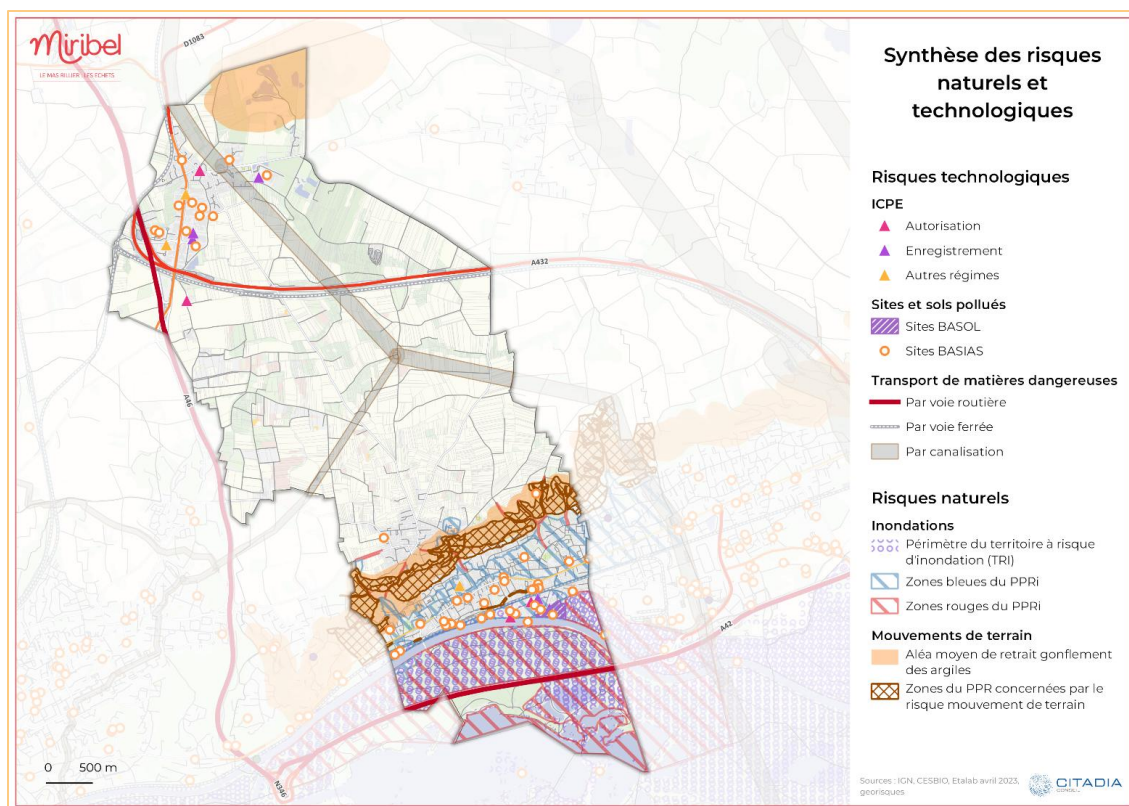 Miribel
LE MAS RILLIER . LES ECHETS
D1083
A432
A46
A42
N346
0 500 m
Synthèse des risques
naturels et
technologiques
Risques technologiques
ICPE
Autorisation
Enregistrement
Autres régimes
Sites et sols pollués
Sites BASOL
Sites BASIAS
Transport de matières dangereuses
Par voie routière
Par voie ferrée
Par canalisation
Risques naturels
Inondations
Périmètre du territoire à risque
d'inondation (TRI)
Zones bleues du PPRi
Zones rouges du PPRi
Mouvements de terrain
Aléa moyen de retrait gonflement
des argiles
Zones du PPR concernées par le
risque mouvement de terrain
Sources : IGN, CESBIO, Etalab avril 2023,
georisques
CITADIA
CONSEIL